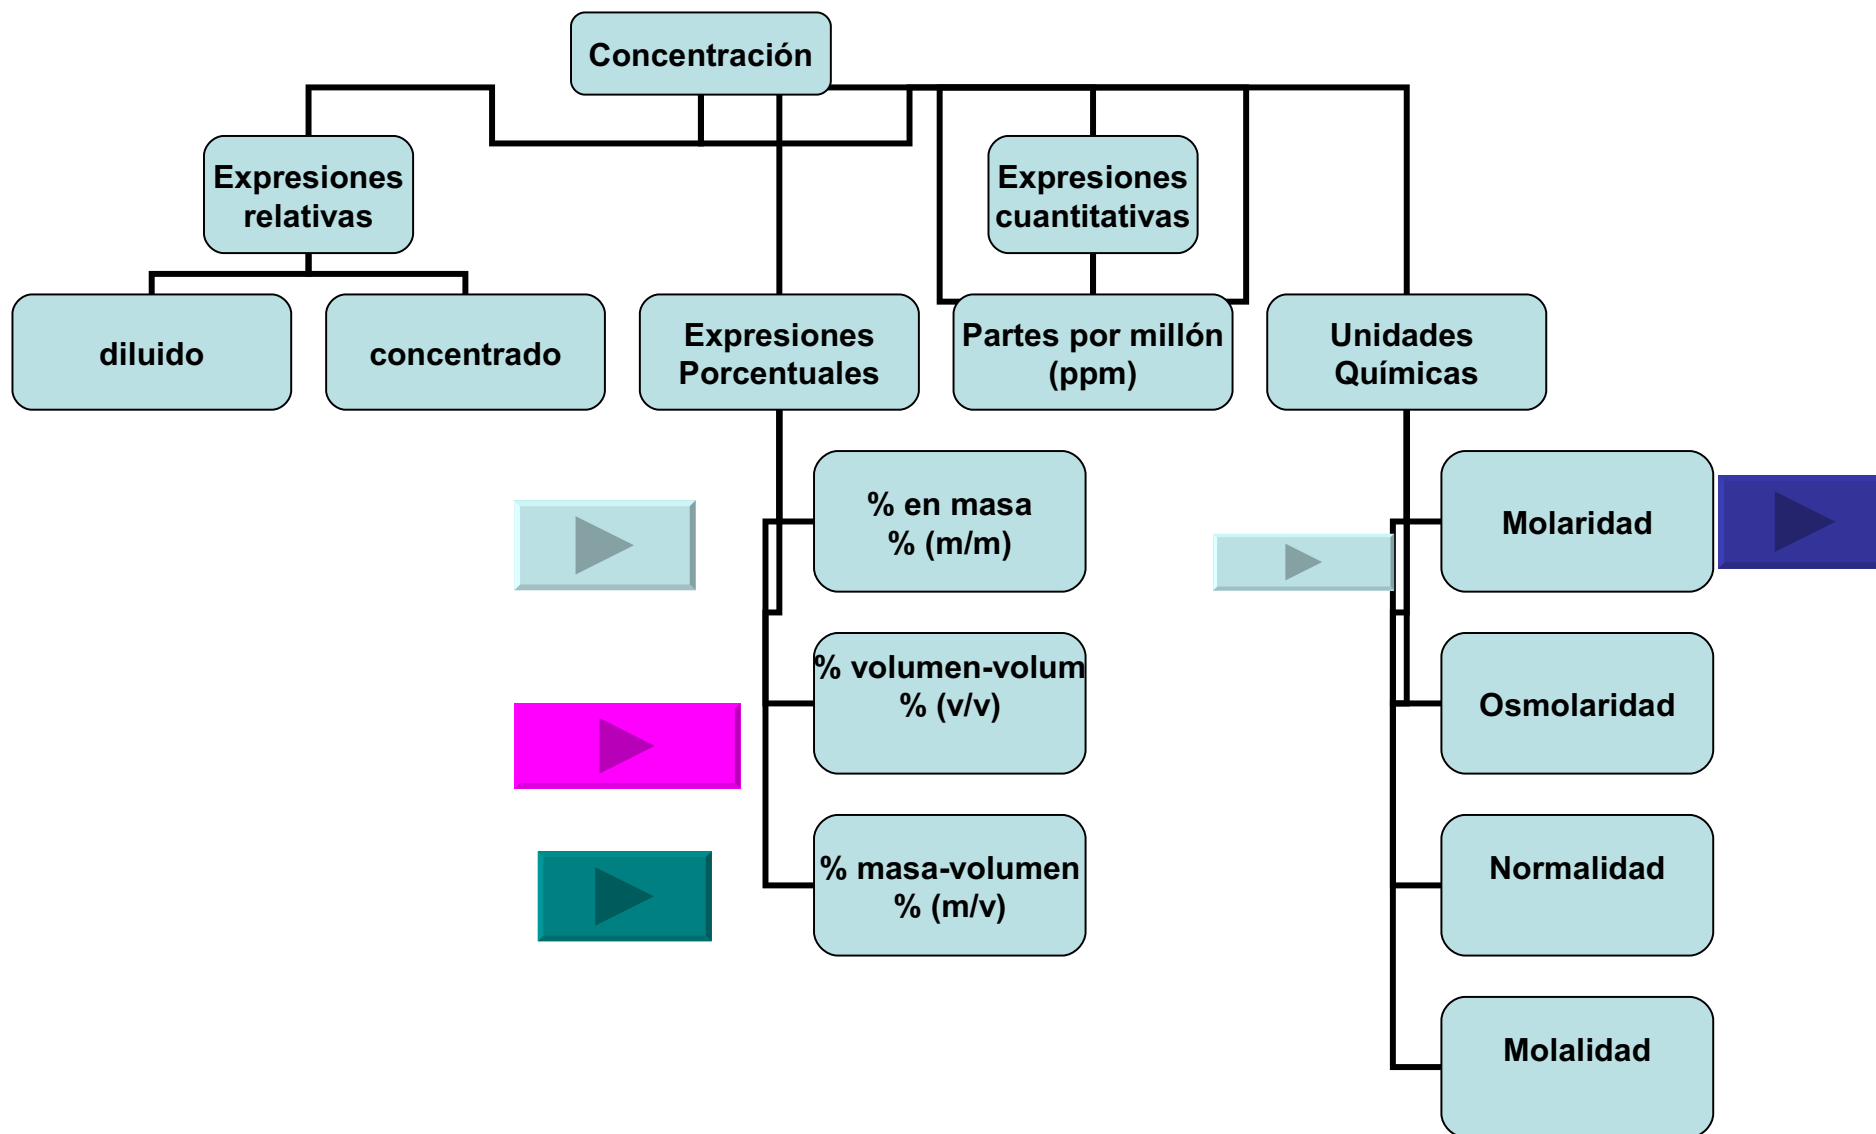 Concentración
Expresiones
relativas
Expresiones
cuantitativas
diluido
concentrado
Expresiones
Porcentuales
Partes por millón
(ppm)
Unidades
Químicas
% en masa
% (m/m)
% volumen-volum
% (v/v)
% masa-volumen
% (m/v)
Molaridad
Osmolaridad
Normalidad
Molalidad